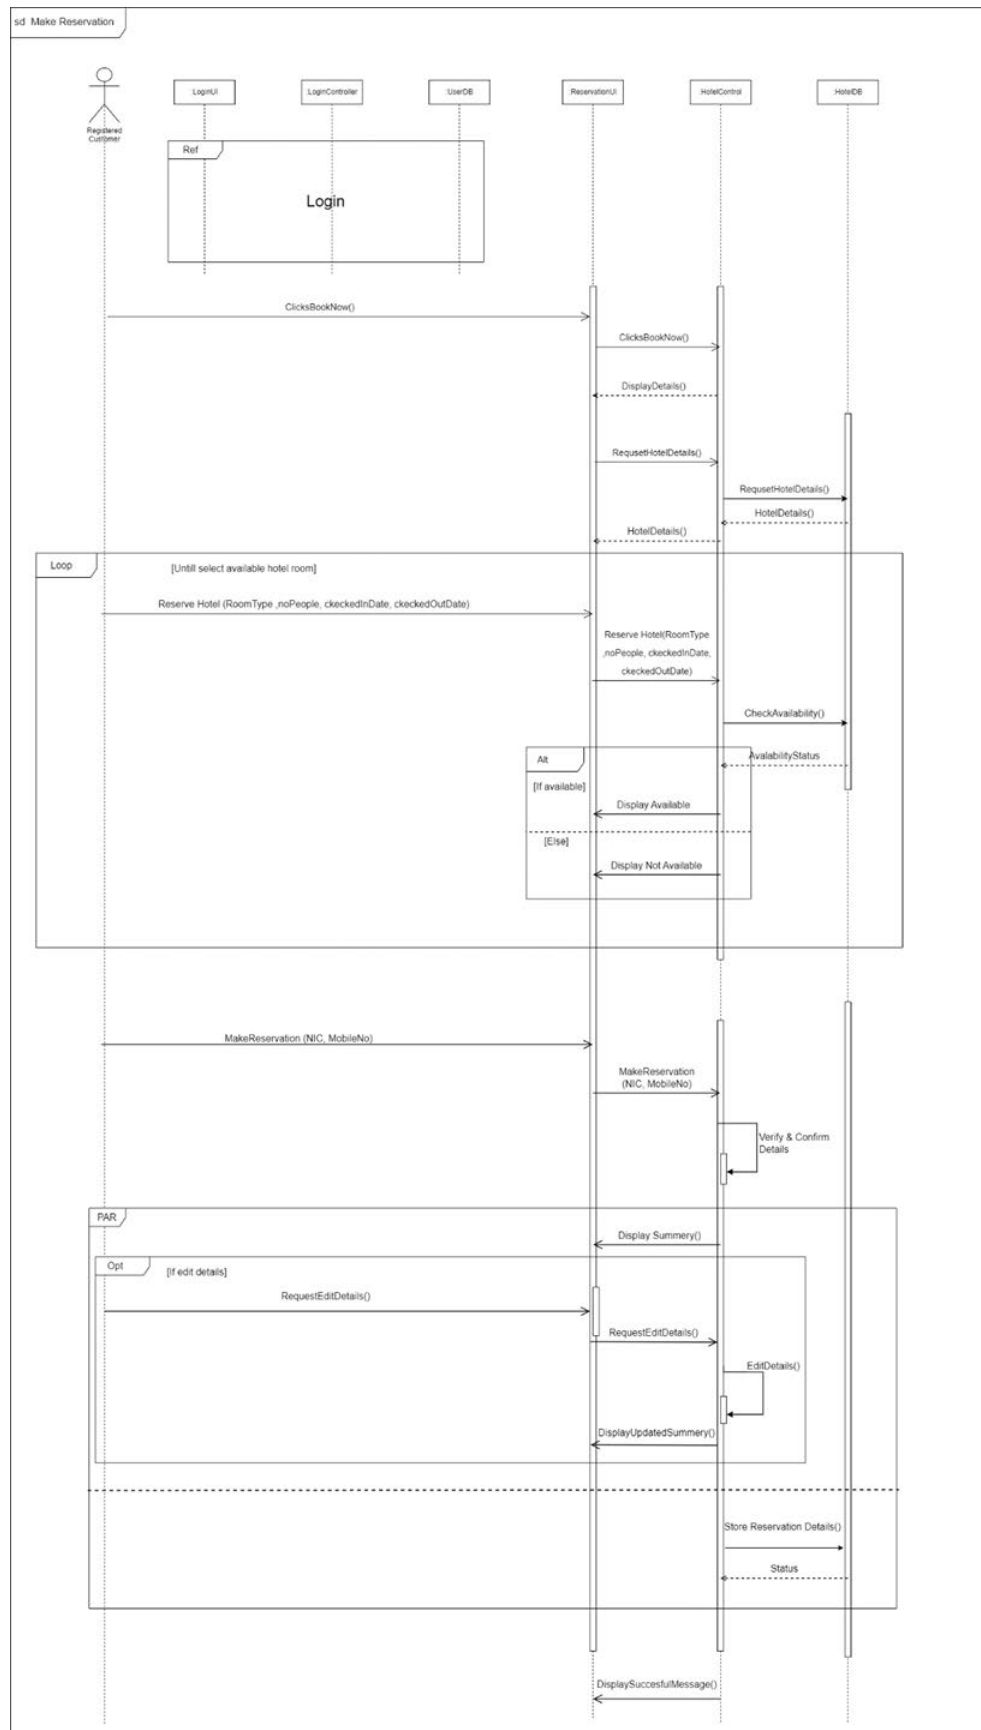 sd Make Reservation
:LoginUI
:LoginController
:UserDB
:ReservationUI
:HotelControl
:HotelDB
Registered
Customer
Ref
Login
ClicksBookNow()
ClicksBookNow()
DisplayDetails()
RequsetHotelDetails()
RequsetHotelDetails()
HotelDetails()
HotelDetails()
Loop
[Untill select available hotel room]
Reserve Hotel (RoomType ,noPeople, ckeckedInDate, ckeckedOutDate)
Reserve Hotel(RoomType
,noPeople, ckeckedInDate,
ckeckedOutDate)
CheckAvailability()
Alt
AvalabilityStatus
[If available]
Display Available
[Else]
Display Not Available
MakeReservation (NIC, MobileNo)
MakeReservation
(NIC, MobileNo)
Verify & Confirm
Details
PAR
Display Summery()
Opt
[If edit details]
RequestEditDetails()
RequestEditDetails()
EditDetails()
DisplayUpdatedSummery()
Store Reservation Details()
Status
DisplaySuccesfulMessage()